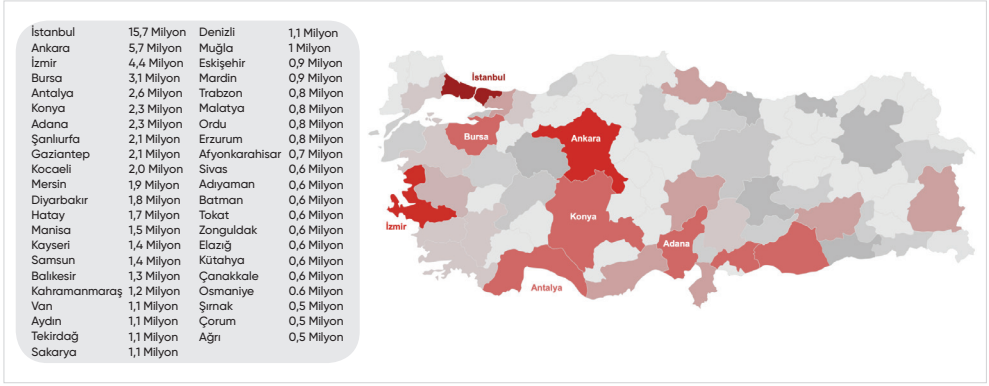 İstanbul 15,7 Milyon Denizli 1,1 Milyon
Ankara 5,7 Milyon Muğla 1 Milyon
İzmir 4,4 Milyon Eskişehir 0,9 Milyon
Bursa 3,1 Milyon Mardin 0,9 Milyon
Antalya 2,6 Milyon Trabzon 0,8 Milyon
Konya 2,3 Milyon Malatya 0,8 Milyon
Adana 2,3 Milyon Ordu 0,8 Milyon
Şanlıurfa 2,1 Milyon Erzurum 0,8 Milyon
Gaziantep 2,1 Milyon Afyonkarahisar 0,7 Milyon
Kocaeli 2,0 Milyon Sivas 0,6 Milyon
Mersin 1,9 Milyon Adıyaman 0,6 Milyon
Diyarbakır 1,8 Milyon Batman 0,6 Milyon
Hatay 1,7 Milyon Tokat 0,6 Milyon
Manisa 1,5 Milyon Zonguldak 0,6 Milyon
Kayseri 1,4 Milyon Elazığ 0,6 Milyon
Samsun 1,4 Milyon Kütahya 0,6 Milyon
Balıkesir 1,3 Milyon Çanakkale 0,6 Milyon
Kahramanmaraş 1,2 Milyon Osmaniye 0.6 Milyon
Van 1,1 Milyon Şırnak 0,5 Milyon
Aydın 1,1 Milyon Çorum 0,5 Milyon
Tekirdağ 1,1 Milyon Ağrı 0,5 Milyon
Sakarya 1,1 Milyon
İstanbul
Bursa
Ankara
Konya
İzmir
Adana
Antalya